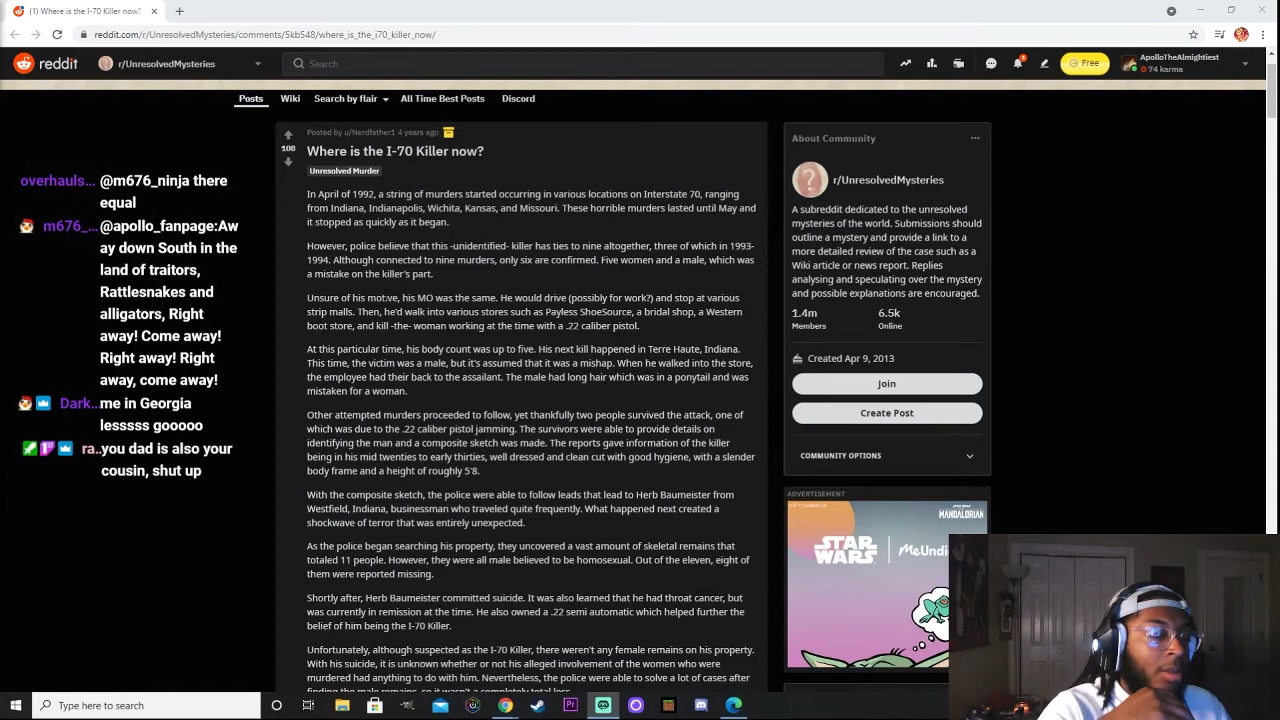 (1) Where is the I-70 Killer now?
reddit.com/r/UnresolvedMysteries/comments/5kb548/where_is_the_i70_killer_now/
reddit r/UnresolvedMysteries Search Free ApolloTheAlmightiest
74 karma
Posts Wiki Search by flair All Time Best Posts Discord
Posted by u/Nerdfather1 4 years ago
108
Where is the I-70 Killer now?
Unresolved Murder
In April of 1992, a string of murders started occurring in various locations on Interstate 70, ranging
from Indiana, Indianapolis, Wichita, Kansas, and Missouri. These horrible murders lasted until May and
it stopped as quickly as it began.
However, police believe that this -unidentified- killer has ties to nine altogether, three of which in 1993-
1994. Although connected to nine murders, only six are confirmed. Five women and a male, which was
a mistake on the killer's part.
Unsure of his motive, his MO was the same. He would drive (possibly for work?) and stop at various
strip malls. Then, he'd walk into various stores such as Payless ShoeSource, a bridal shop, a Western
boot store, and kill -the- woman working at the time with a .22 caliber pistol.
At this particular time, his body count was up to five. His next kill happened in Terre Haute, Indiana.
This time, the victim was a male, but it's assumed that it was a mishap. When he walked into the store,
the employee had their back to the assailant. The male had long hair which was in a ponytail and was
mistaken for a woman.
Other attempted murders proceeded to follow, yet thankfully two people survived the attack, one of
which was due to the .22 caliber pistol jamming. The survivors were able to provide details on
identifying the man and a composite sketch was made. The reports gave information of the killer
being in his mid twenties to early thirties, well dressed and clean cut with good hygiene, with a slender
body frame and a height of roughly 5'8.
With the composite sketch, the police were able to follow leads that lead to Herb Baumeister from
Westfield, Indiana, businessman who traveled quite frequently. What happened next created a
shockwave of terror that was entirely unexpected.
As the police began searching his property, they uncovered a vast amount of skeletal remains that
totaled 11 people. However, they were all male believed to be homosexual. Out of the eleven, eight of
them were reported missing.
Shortly after, Herb Baumeister committed suicide. It was also learned that he had throat cancer, but
was currently in remission at the time. He also owned a .22 semi automatic which helped further the
belief of him being the I-70 Killer.
Unfortunately, although suspected as the I-70 Killer, there weren't any female remains on his property.
With his suicide, it is unknown whether or not his alleged involvement of the women who were
murdered had anything to do with him. Nevertheless, the police were able to solve a lot of cases after
finding the male remains, so it wasn't a completely total loss.
About Community
r/UnresolvedMysteries
A subreddit dedicated to the unresolved
mysteries of the world. Submissions should
outline a mystery and provide a link to a
more detailed review of the case such as a
Wiki article or news report. Replies
analysing and speculating over the mystery
and possible explanations are encouraged.
1.4m 6.5k
Members Online
Created Apr 9, 2013
Join
Create Post
COMMUNITY OPTIONS
ADVERTISEMENT
STAR WARS THE MANDALORIAN
STAR WARS | MeUndies
overhauls... @m676_ninja there
equal
m676_... @apollo_fanpage:Aw
ay down South in the
land of traitors,
Rattlesnakes and
alligators, Right
away! Come away!
Right away! Right
away, come away!
Dark... me in Georgia
lesssss gooooo
ra.. you dad is also your
cousin, shut up
Type here to search